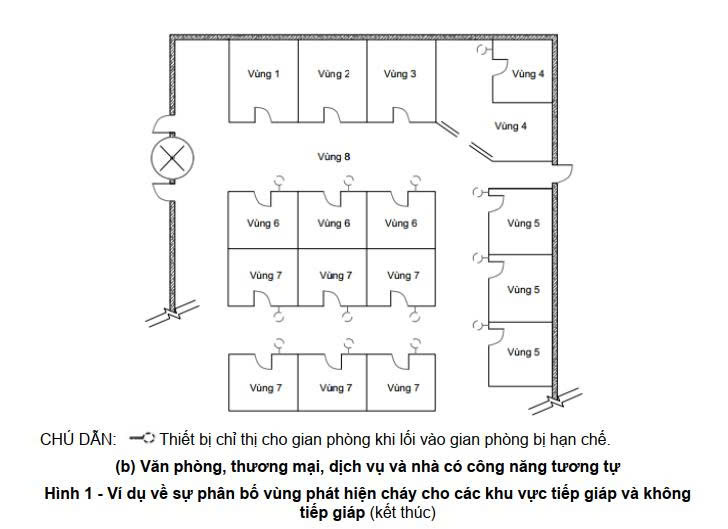 Vùng 1 Vùng 2 Vùng 3 Vùng 4
Vùng 4
Vùng 8
Vùng 6 Vùng 6 Vùng 6 Vùng 5
Vùng 7 Vùng 7 Vùng 7
Vùng 5
Vùng 5
Vùng 7 Vùng 7 Vùng 7
CHÚ DẪN: Thiết bị chỉ thị cho gian phòng khi lối vào gian phòng bị hạn chế.
(b) Văn phòng, thương mại, dịch vụ và nhà có công năng tương tự
Hình 1 - Ví dụ về sự phân bố vùng phát hiện cháy cho các khu vực tiếp giáp và không
tiếp giáp (kết thúc)